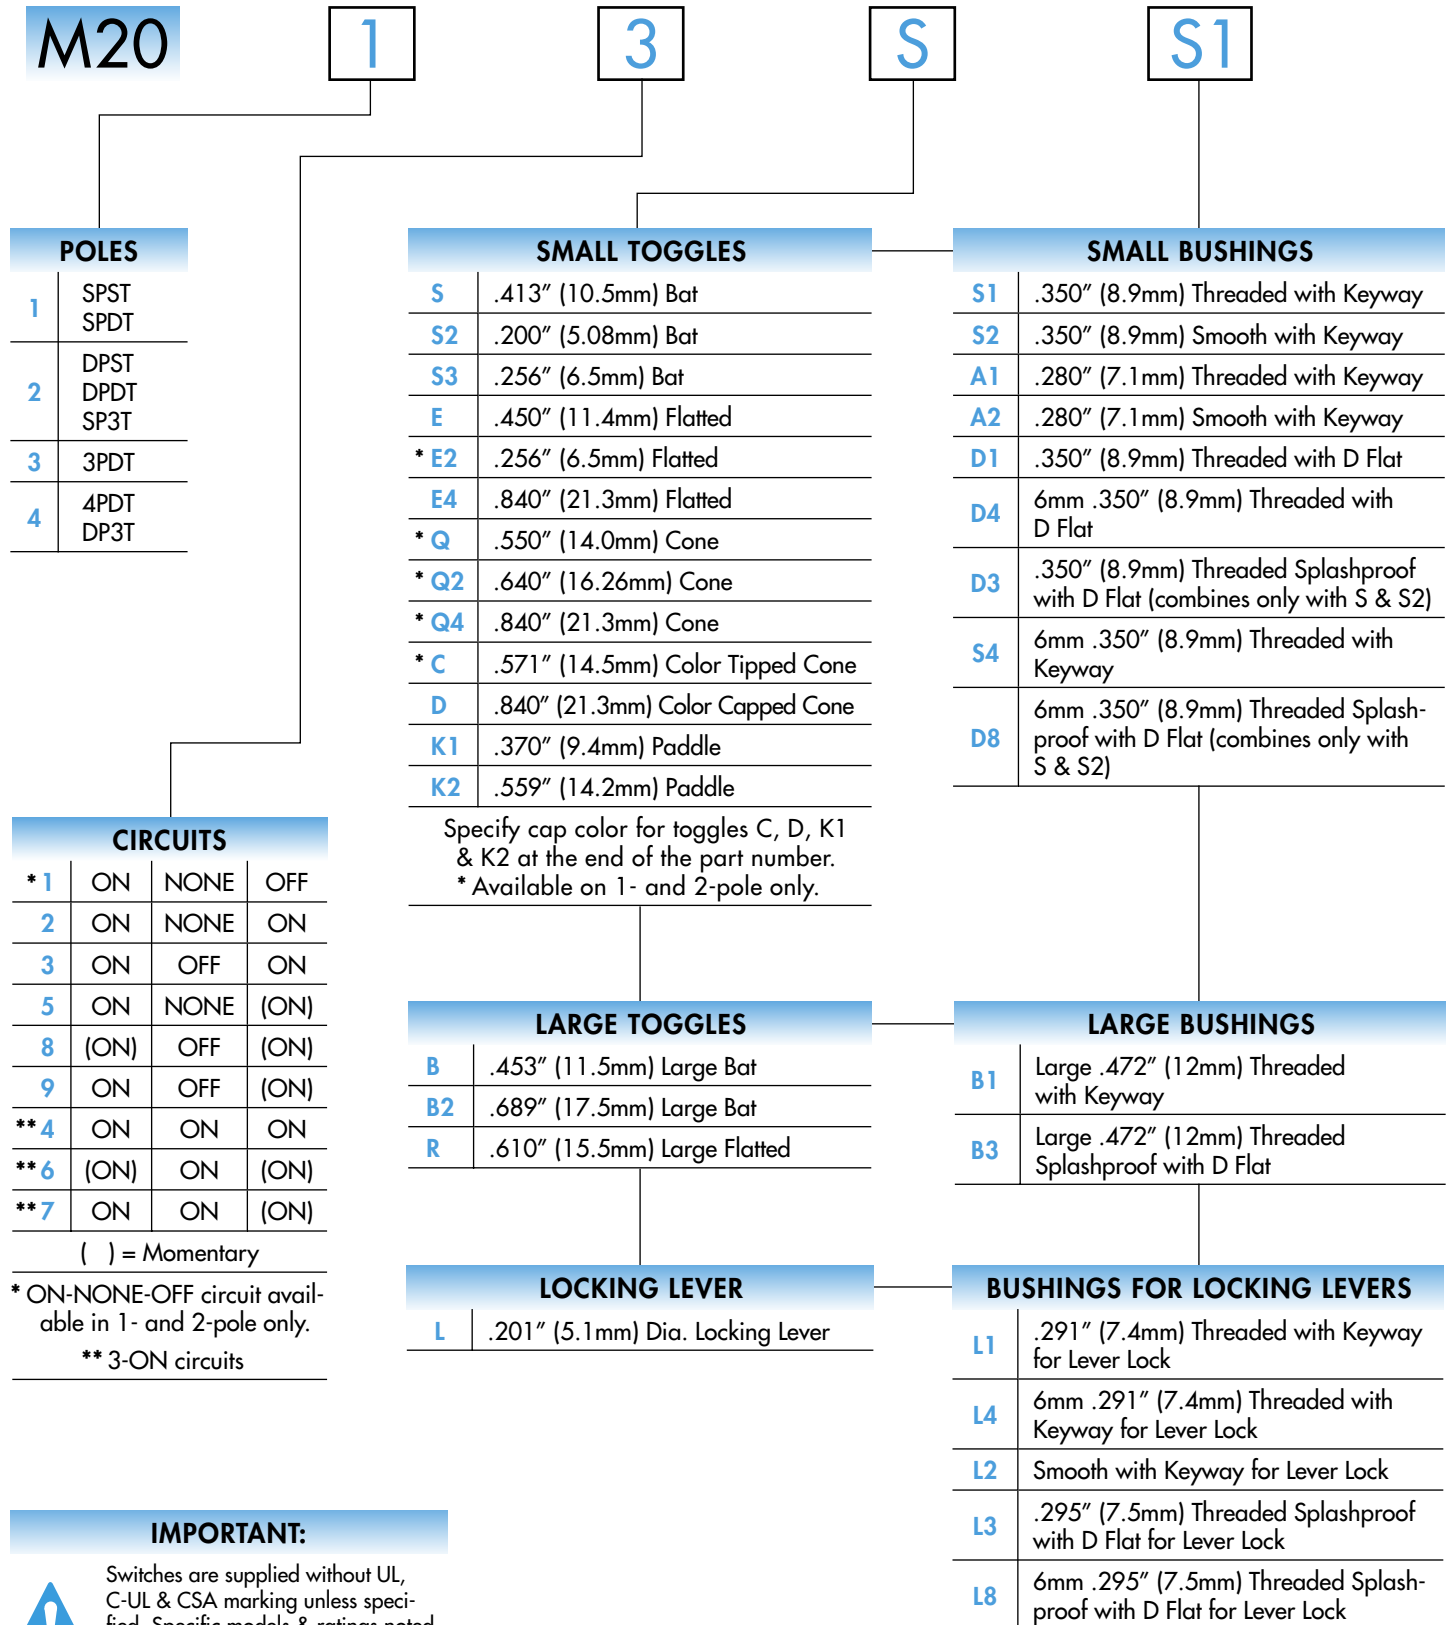 M20 1 3 S S1
POLES
1 SPST
SPDT
2 DPST
DPDT
SP3T
3 3PDT
4 4PDT
DP3T
CIRCUITS
* 1 ON NONE OFF
2 ON NONE ON
3 ON OFF ON
5 ON NONE (ON)
8 (ON) OFF (ON)
9 ON OFF (ON)
** 4 ON ON ON
** 6 (ON) ON (ON)
** 7 ON ON (ON)
( ) = Momentary
* ON-NONE-OFF circuit avail-
able in 1- and 2-pole only.
** 3-ON circuits
SMALL TOGGLES
S .413" (10.5mm) Bat
S2 .200" (5.08mm) Bat
S3 .256" (6.5mm) Bat
E .450" (11.4mm) Flatted
* E2 .256" (6.5mm) Flatted
E4 .840" (21.3mm) Flatted
* Q .550" (14.0mm) Cone
* Q2 .640" (16.26mm) Cone
* Q4 .840" (21.3mm) Cone
* C .571" (14.5mm) Color Tipped Cone
D .840" (21.3mm) Color Capped Cone
K1 .370" (9.4mm) Paddle
K2 .559" (14.2mm) Paddle
Specify cap color for toggles C, D, K1
& K2 at the end of the part number.
* Available on 1- and 2-pole only.
LARGE TOGGLES
B .453" (11.5mm) Large Bat
B2 .689" (17.5mm) Large Bat
R .610" (15.5mm) Large Flatted
LOCKING LEVER
L .201" (5.1mm) Dia. Locking Lever
SMALL BUSHINGS
S1 .350" (8.9mm) Threaded with Keyway
S2 .350" (8.9mm) Smooth with Keyway
A1 .280" (7.1mm) Threaded with Keyway
A2 .280" (7.1mm) Smooth with Keyway
D1 .350" (8.9mm) Threaded with D Flat
D4 6mm .350" (8.9mm) Threaded with
D Flat
D3 .350" (8.9mm) Threaded Splashproof
with D Flat (combines only with S & S2)
S4 6mm .350" (8.9mm) Threaded with
Keyway
D8 6mm .350" (8.9mm) Threaded Splash-
proof with D Flat (combines only with
S & S2)
LARGE BUSHINGS
B1 Large .472" (12mm) Threaded
with Keyway
B3 Large .472" (12mm) Threaded
Splashproof with D Flat
BUSHINGS FOR LOCKING LEVERS
L1 .291" (7.4mm) Threaded with Keyway
for Lever Lock
L4 6mm .291" (7.4mm) Threaded with
Keyway for Lever Lock
L2 Smooth with Keyway for Lever Lock
L3 .295" (7.5mm) Threaded Splashproof
with D Flat for Lever Lock
L8 6mm .295" (7.5mm) Threaded Splash-
proof with D Flat for Lever Lock
IMPORTANT:
Switches are supplied without UL,
C-UL & CSA marking unless speci-
fied. Specific models & ratings noted